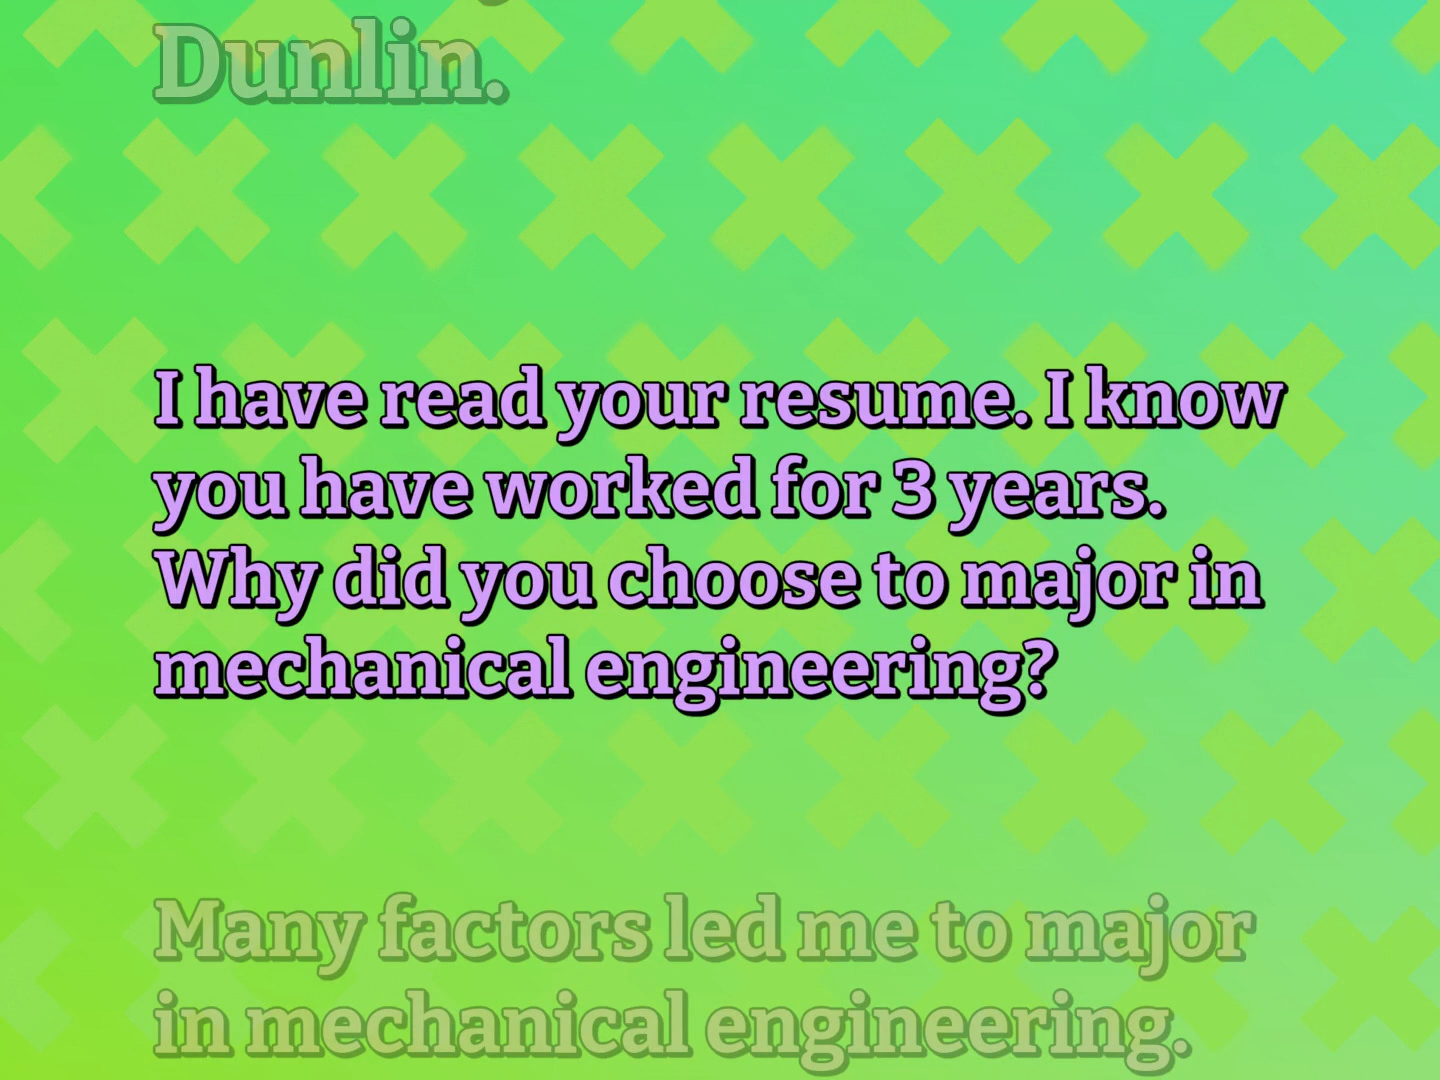 Dunlin.
I have read your resume. I know
you have worked for 3 years.
Why did you choose to major in
mechanical engineering?
Many factors led me to major
in mechanical engineering.